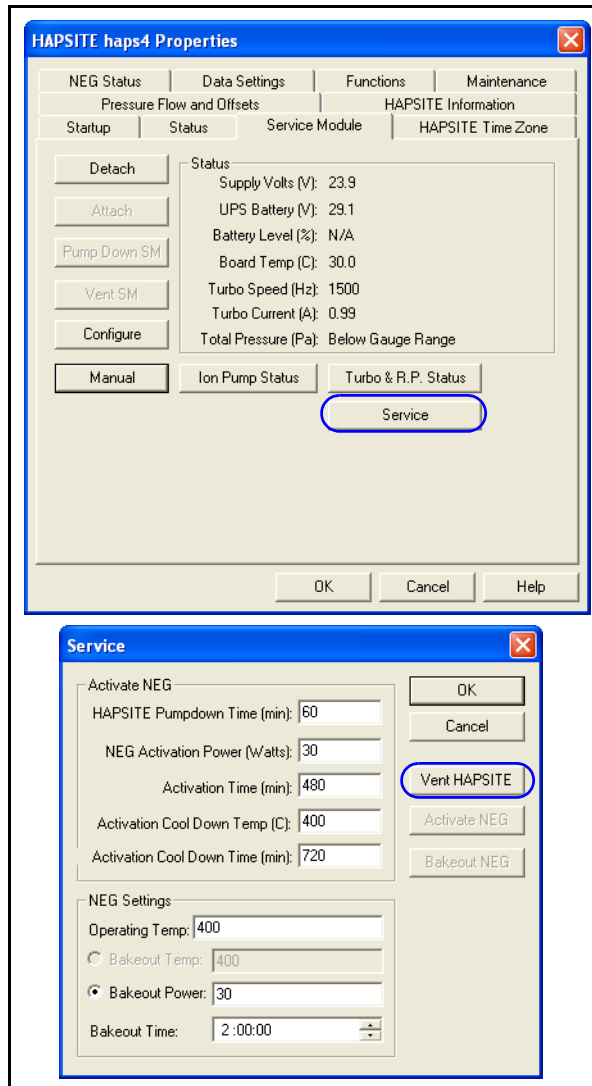 HAPSITE haps4 Properties
NEG Status Data Settings Functions Maintenance
Pressure Flow and Offsets HAPSITE Information
Startup Status Service Module HAPSITE Time Zone
Detach
Attach
Pump Down SM
Vent SM
Configure
Manual
Status
Supply Volts (V): 23.9
UPS Battery (V): 29.1
Battery Level (%): N/A
Board Temp (C): 30.0
Turbo Speed (Hz): 1500
Turbo Current (A): 0.99
Total Pressure (Pa): Below Gauge Range
Ion Pump Status Turbo & R.P. Status
Service
OK Cancel Help
Service
Activate NEG
HAPSITE Pumpdown Time (min): 60
NEG Activation Power (Watts): 30
Activation Time (min): 480
Activation Cool Down Temp (C): 400
Activation Cool Down Time (min): 720
OK
Cancel
Vent HAPSITE
Activate NEG
Bakeout NEG
NEG Settings
Operating Temp: 400
Bakeout Temp: 400
Bakeout Power: 30
Bakeout Time: 2 :00:00